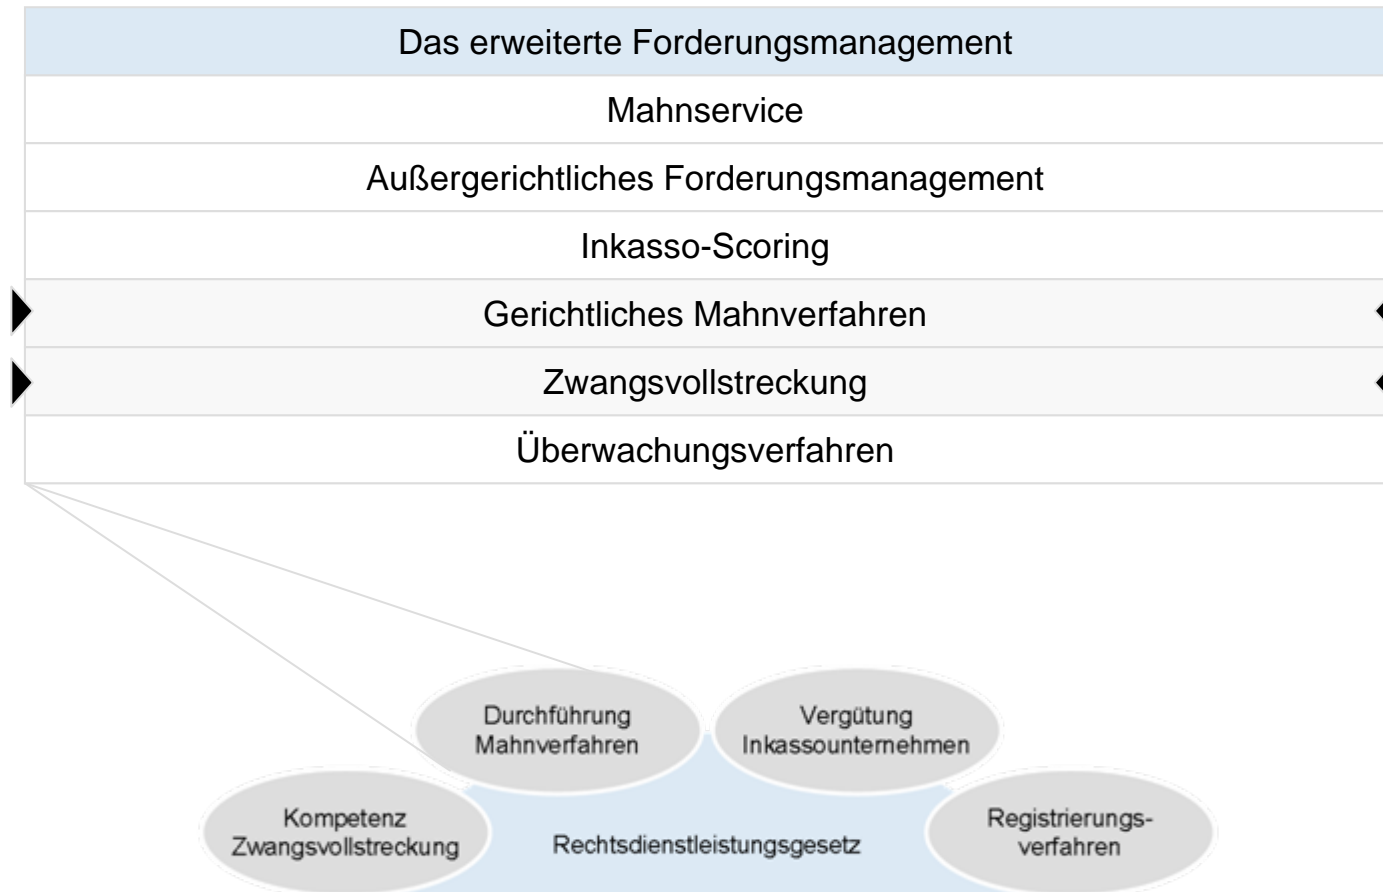 Das erweiterte Forderungsmanagement
Mahnservice
Außergerichtliches Forderungsmanagement
Inkasso-Scoring
Gerichtliches Mahnverfahren
Zwangsvollstreckung
Überwachungsverfahren
Durchführung
Mahnverfahren
Vergütung
Inkassounternehmen
Kompetenz
Zwangsvollstreckung
Rechtsdienstleistungsgesetz
Registrierungs-
verfahren